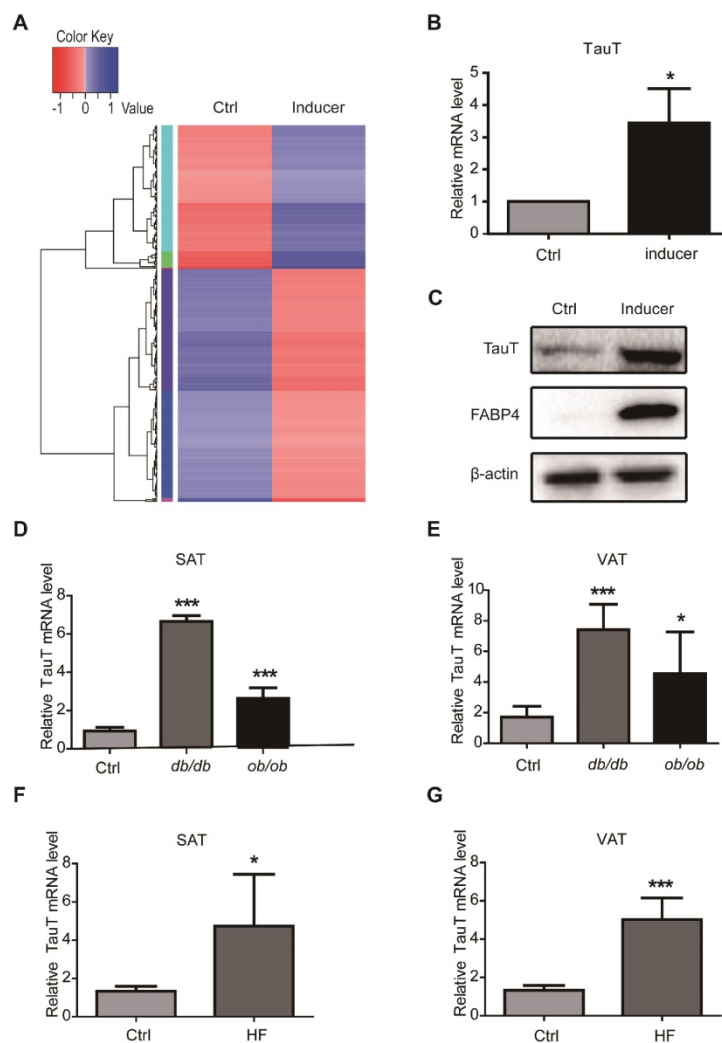 A
Color Key
-1 0 1 Value
Ctrl Inducer
B
TauT
Relative mRNA level
5
4
3
2
1
0
*
Ctrl inducer
C
Ctrl Inducer
TauT
FABP4
β-actin
D
SAT
Relative TauT mRNA level
8
6
4
2
0
***
***
Ctrl db/db ob/ob
E
VAT
Relative TauT mRNA level
10
8
6
4
2
0
***
*
Ctrl db/db ob/ob
F
SAT
Relative TauT mRNA level
8
6
4
2
0
*
Ctrl HF
G
VAT
Relative TauT mRNA level
8
6
4
2
0
***
Ctrl HF